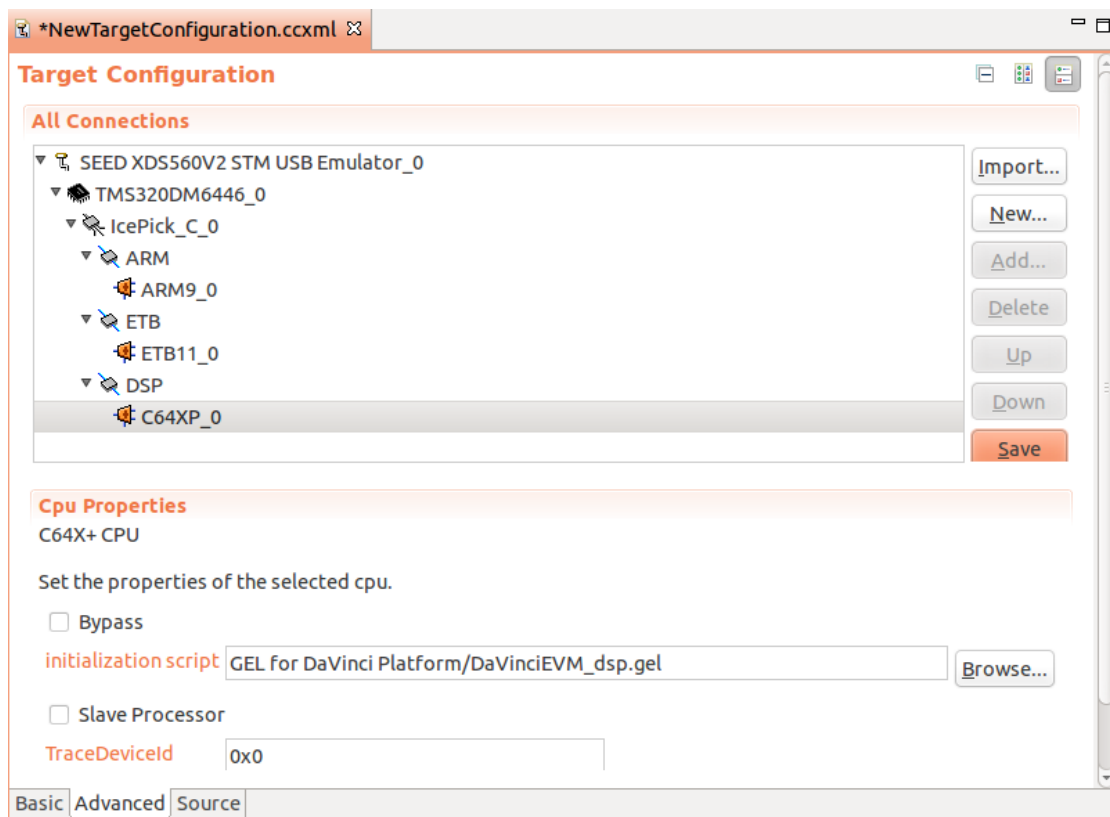 *NewTargetConfiguration.ccxml
Target Configuration
All Connections
SEED XDS560V2 STM USB Emulator_0
TMS320DM6446_0
IcePick_C_0
ARM
ARM9_0
ETB
ETB11_0
DSP
C64XP_0
Import...
New...
Add...
Delete
Up
Down
Save
Cpu Properties
C64X+ CPU
Set the properties of the selected cpu.
Bypass
initialization script GEL for DaVinci Platform/DaVinciEVM_dsp.gel Browse...
Slave Processor
TraceDeviceId 0x0
Basic Advanced Source